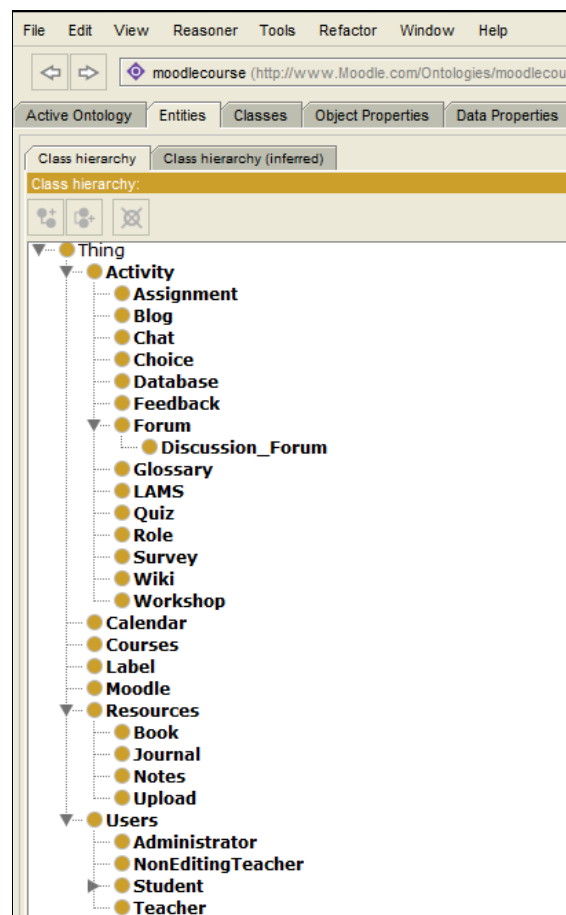 File Edit View Reasoner Tools Refactor Window Help
moodlecourse (http://www.Moodle.com/Ontologies/moodlecou
Active Ontology Entities Classes Object Properties Data Properties
Class hierarchy Class hierarchy (inferred)
Class hierarchy:
Thing
Activity
Assignment
Blog
Chat
Choice
Database
Feedback
Forum
Discussion_Forum
Glossary
LAMS
Quiz
Role
Survey
Wiki
Workshop
Calendar
Courses
Label
Moodle
Resources
Book
Journal
Notes
Upload
Users
Administrator
NonEditingTeacher
Student
Teacher